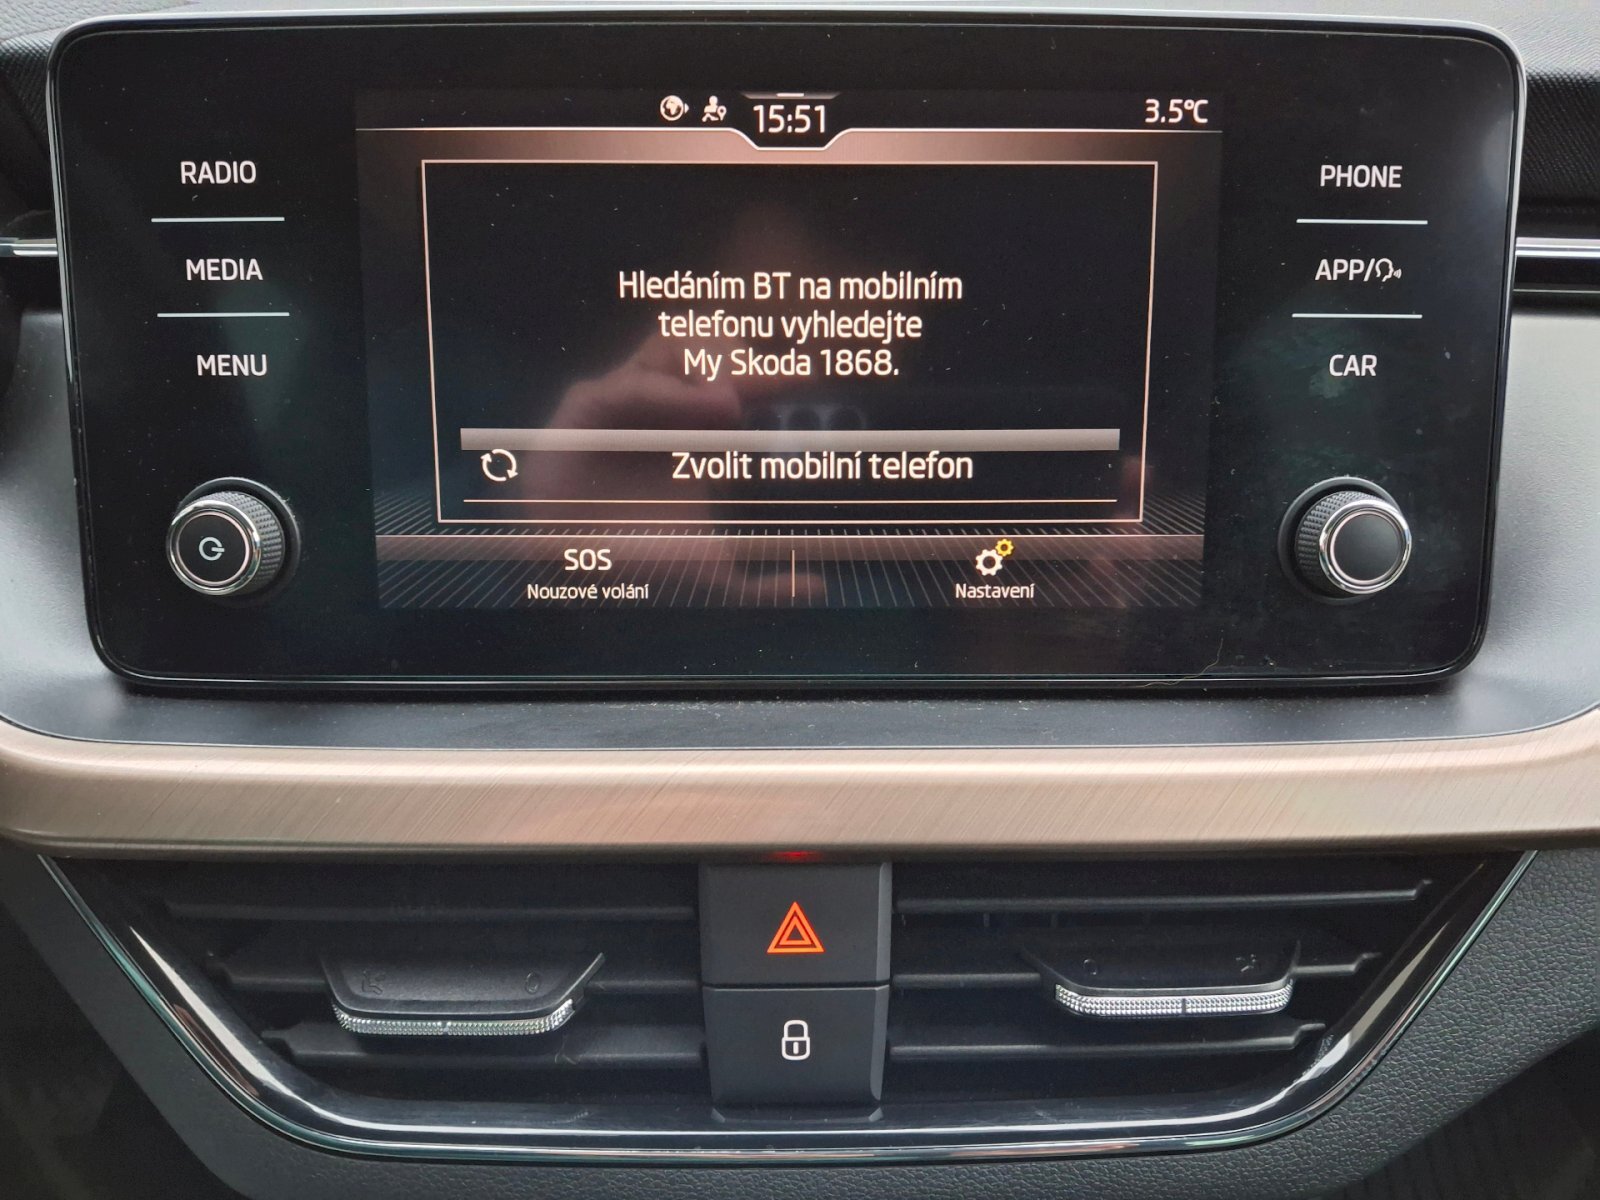 15:51
3.5°C
RADIO
MEDIA
MENU
PHONE
APP/
CAR
Hledáním BT na mobilním
telefonu vyhledejte
My Skoda 1868.
Zvolit mobilní telefon
SOS
Nouzové volání
Nastavení